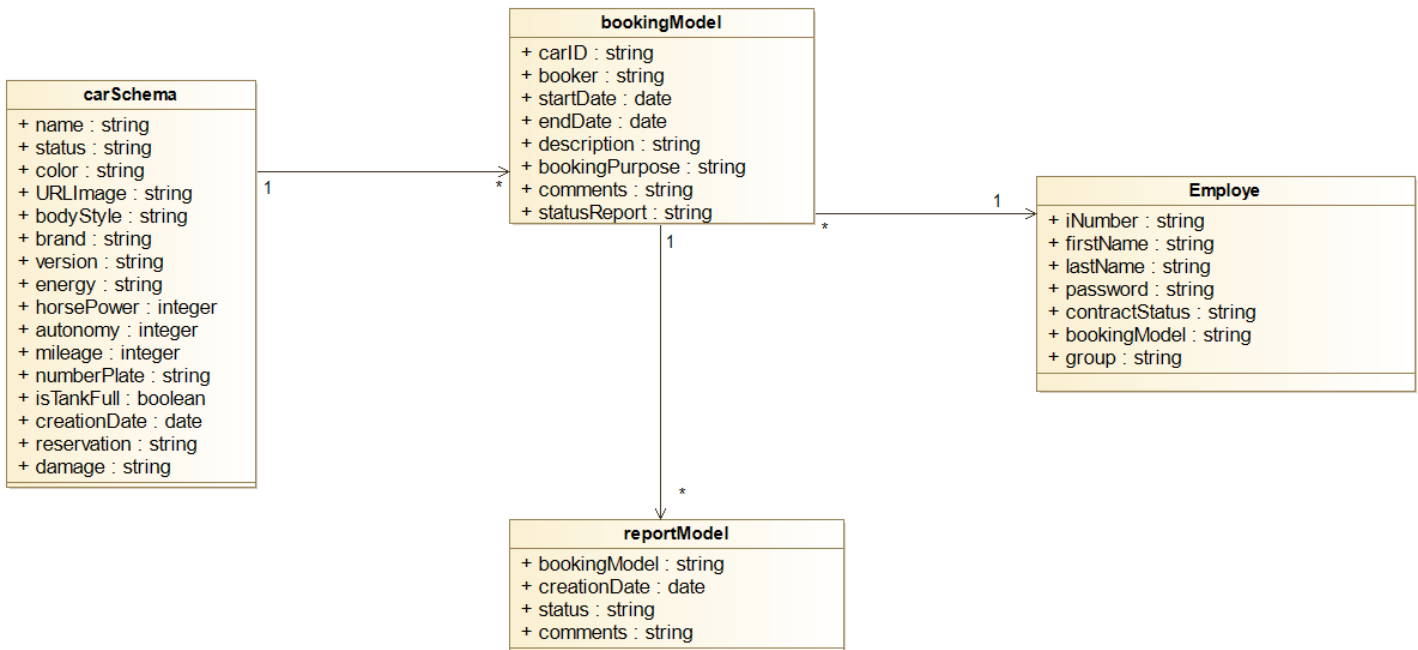 carSchema
+ name : string
+ status : string
+ color : string
+ URLImage : string
+ bodyStyle : string
+ brand : string
+ version : string
+ energy : string
+ horsePower : integer
+ autonomy : integer
+ mileage : integer
+ numberPlate : string
+ isTankFull : boolean
+ creationDate : date
+ reservation : string
+ damage : string
1
*
bookingModel
+ carID : string
+ booker : string
+ startDate : date
+ endDate : date
+ description : string
+ bookingPurpose : string
+ comments : string
+ statusReport : string
*
1
Employe
+ iNumber : string
+ firstName : string
+ lastName : string
+ password : string
+ contractStatus : string
+ bookingModel : string
+ group : string
1
*
reportModel
+ bookingModel : string
+ creationDate : date
+ status : string
+ comments : string